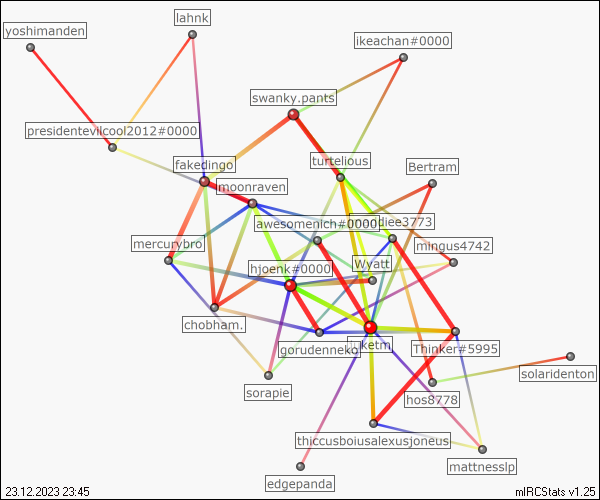 lahnk
yoshimanden
ikeachan#0000
swanky.pants
presidentevilcool2012#0000
turtelious
fakedingo
Bertram
moonraven
awesomenich#0000
diee3773
mercurybro
mingus4742
Wyatt
hjoenk#0000
chobham.
gorudenneko
ketm
Thinker#5995
solaridenton
sorapie
hos8778
thiccusboiusalexusjoneus
mattnesslp
edgepanda
23.12.2023 23:45
mIRCStats v1.25